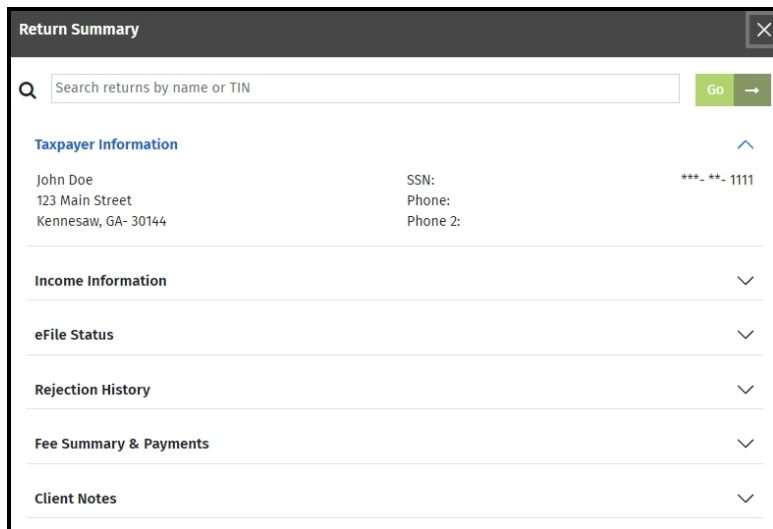 Return Summary
Search returns by name or TIN
Go
Taxpayer Information
John Doe
123 Main Street
Kennesaw, GA- 30144
SSN:
Phone:
Phone 2:
***- **- 1111
Income Information
eFile Status
Rejection History
Fee Summary & Payments
Client Notes